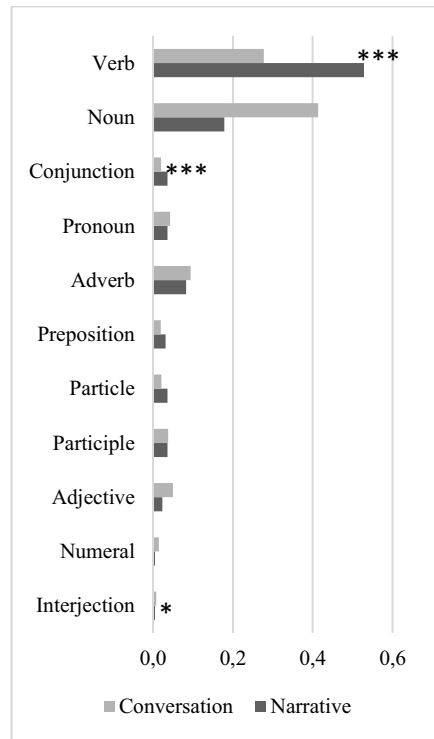 Verb ***
Noun
Conjunction ***
Pronoun
Adverb
Preposition
Particle
Participle
Adjective
Numeral
Interjection *
0,0 0,2 0,4 0,6
Conversation Narrative